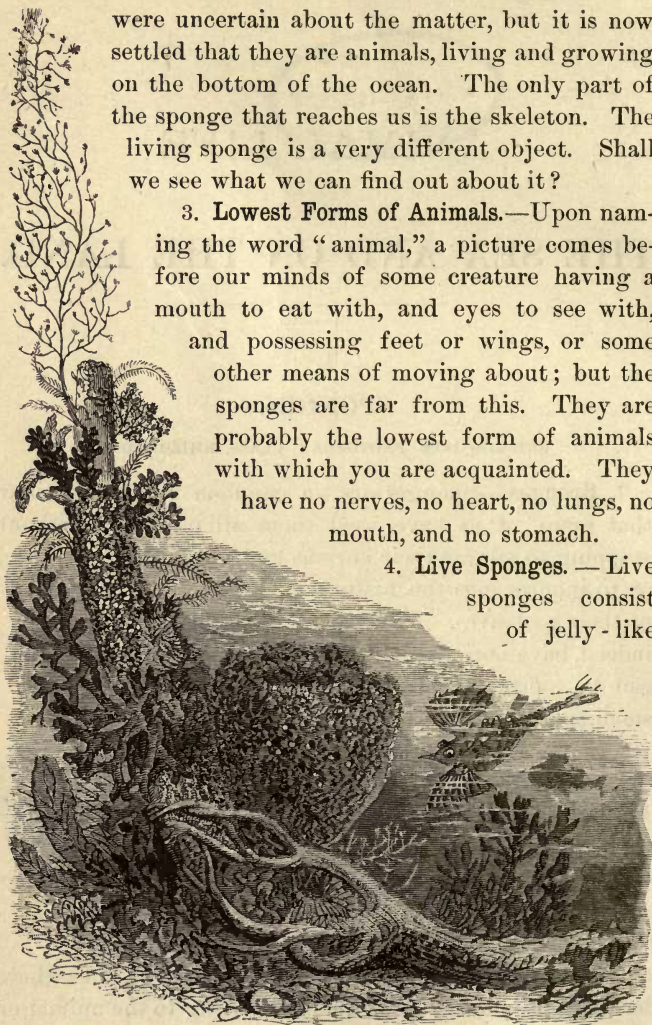 were uncertain about the matter, but it is now
settled that they are animals, living and growing
on the bottom of the ocean. The only part of
the sponge that reaches us is the skeleton. The
living sponge is a very different object. Shall
we see what we can find out about it?
3. Lowest Forms of Animals.—Upon nam-
ing the word "animal," a picture comes be-
fore our minds of some creature having a
mouth to eat with, and eyes to see with,
and possessing feet or wings, or some
other means of moving about; but the
sponges are far from this. They are
probably the lowest form of animals
with which you are acquainted. They
have no nerves, no heart, no lungs, no
mouth, and no stomach.
4. Live Sponges. — Live
sponges consist
of jelly-like